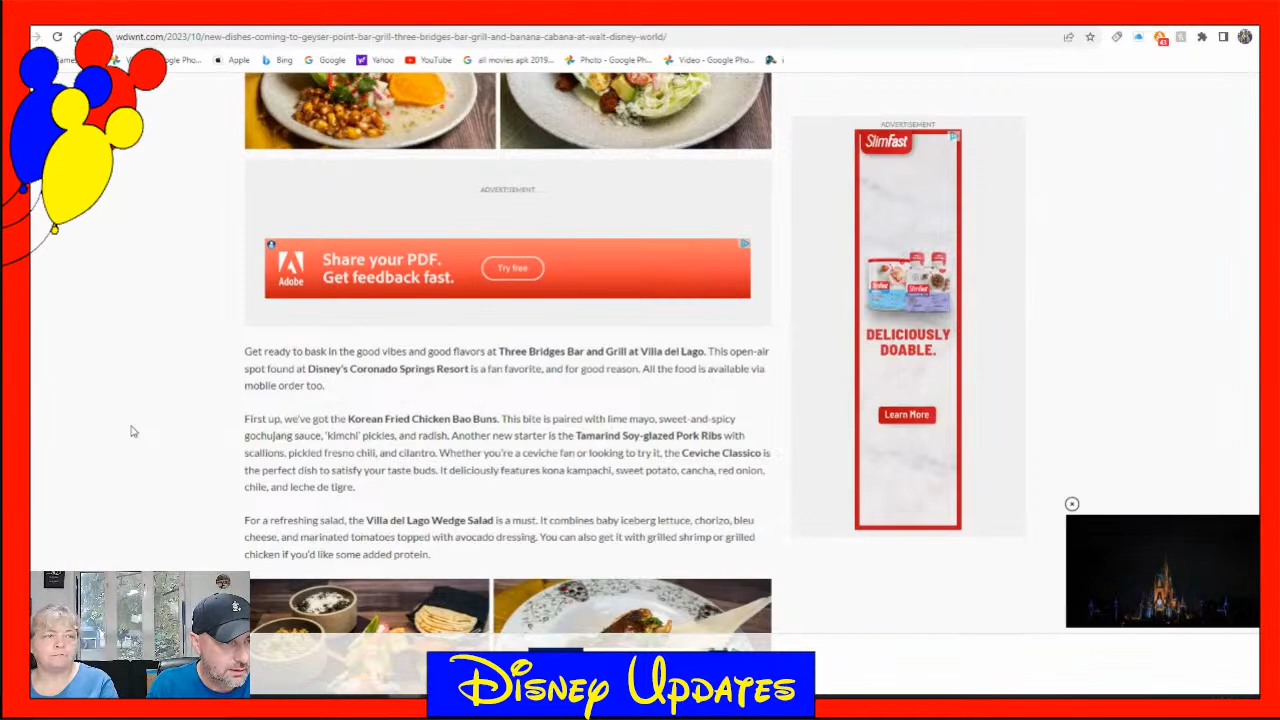 wdwnt.com/2023/10/new-dishes-coming-to-geyser-point-bar-grill-three-bridges-bar-grill-and-banana-cabana-at-walt-disney-world/
43
Apple Bing Google Yahoo YouTube all movies apk 2019... Photo - Google Ph... Video - Google Pho...
ADVERTISEMENT
SlimFast
ADVERTISEMENT
Adobe
Share your PDF.
Get feedback fast.
Try free
DELICIOUSLY
DOABLE.
Learn More
Get ready to bask in the good vibes and good flavors at Three Bridges Bar and Grill at Villa del Lago. This open-air
spot found at Disney's Coronado Springs Resort is a fan favorite, and for good reason. All the food is available via
mobile order too.
First up, we've got the Korean Fried Chicken Bao Buns. This bite is paired with lime mayo, sweet-and-spicy
gochujang sauce, 'kimchi' pickles, and radish. Another new starter is the Tamarind Soy-glazed Pork Ribs with
scallions, pickled fresno chili, and cilantro. Whether you're a ceviche fan or looking to try it, the Ceviche Classico is
the perfect dish to satisfy your taste buds. It deliciously features kona kampachi, sweet potato, cancha, red onion,
chile, and leche de tigre.
For a refreshing salad, the Villa del Lago Wedge Salad is a must. It combines baby iceberg lettuce, chorizo, bleu
cheese, and marinated tomatoes topped with avocado dressing. You can also get it with grilled shrimp or grilled
chicken if you'd like some added protein.
DISNEY UPDATES